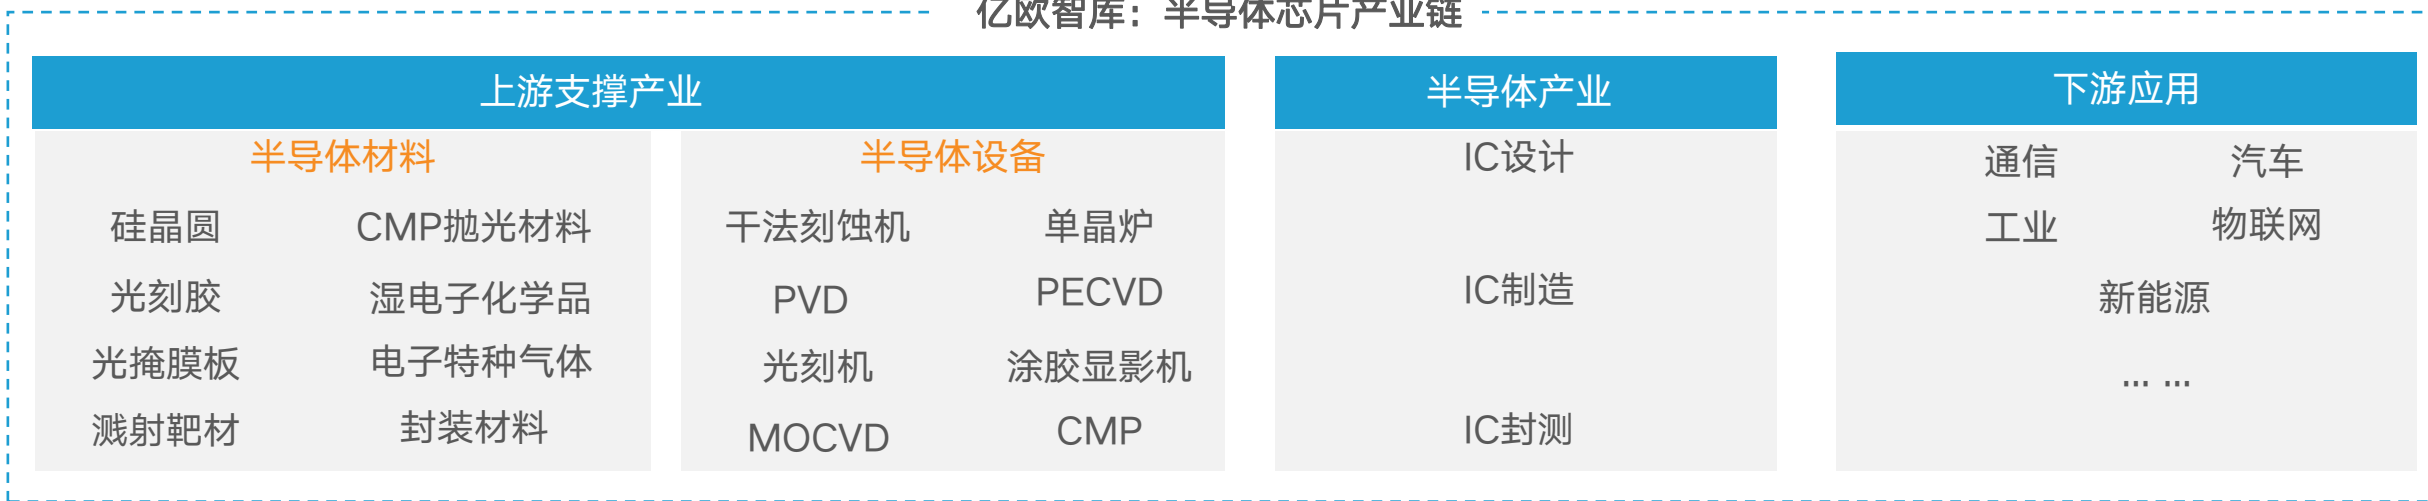 亿欧智库：半导体芯片产业链
上游支撑产业
半导体材料
硅晶圆 CMP抛光材料
光刻胶 湿电子化学品
光掩膜板 电子特种气体
溅射靶材 封装材料
半导体设备
干法刻蚀机 单晶炉
PVD PECVD
光刻机 涂胶显影机
MOCVD CMP
半导体产业
IC设计
IC制造
IC封测
下游应用
通信 汽车
工业 物联网
新能源
... ...